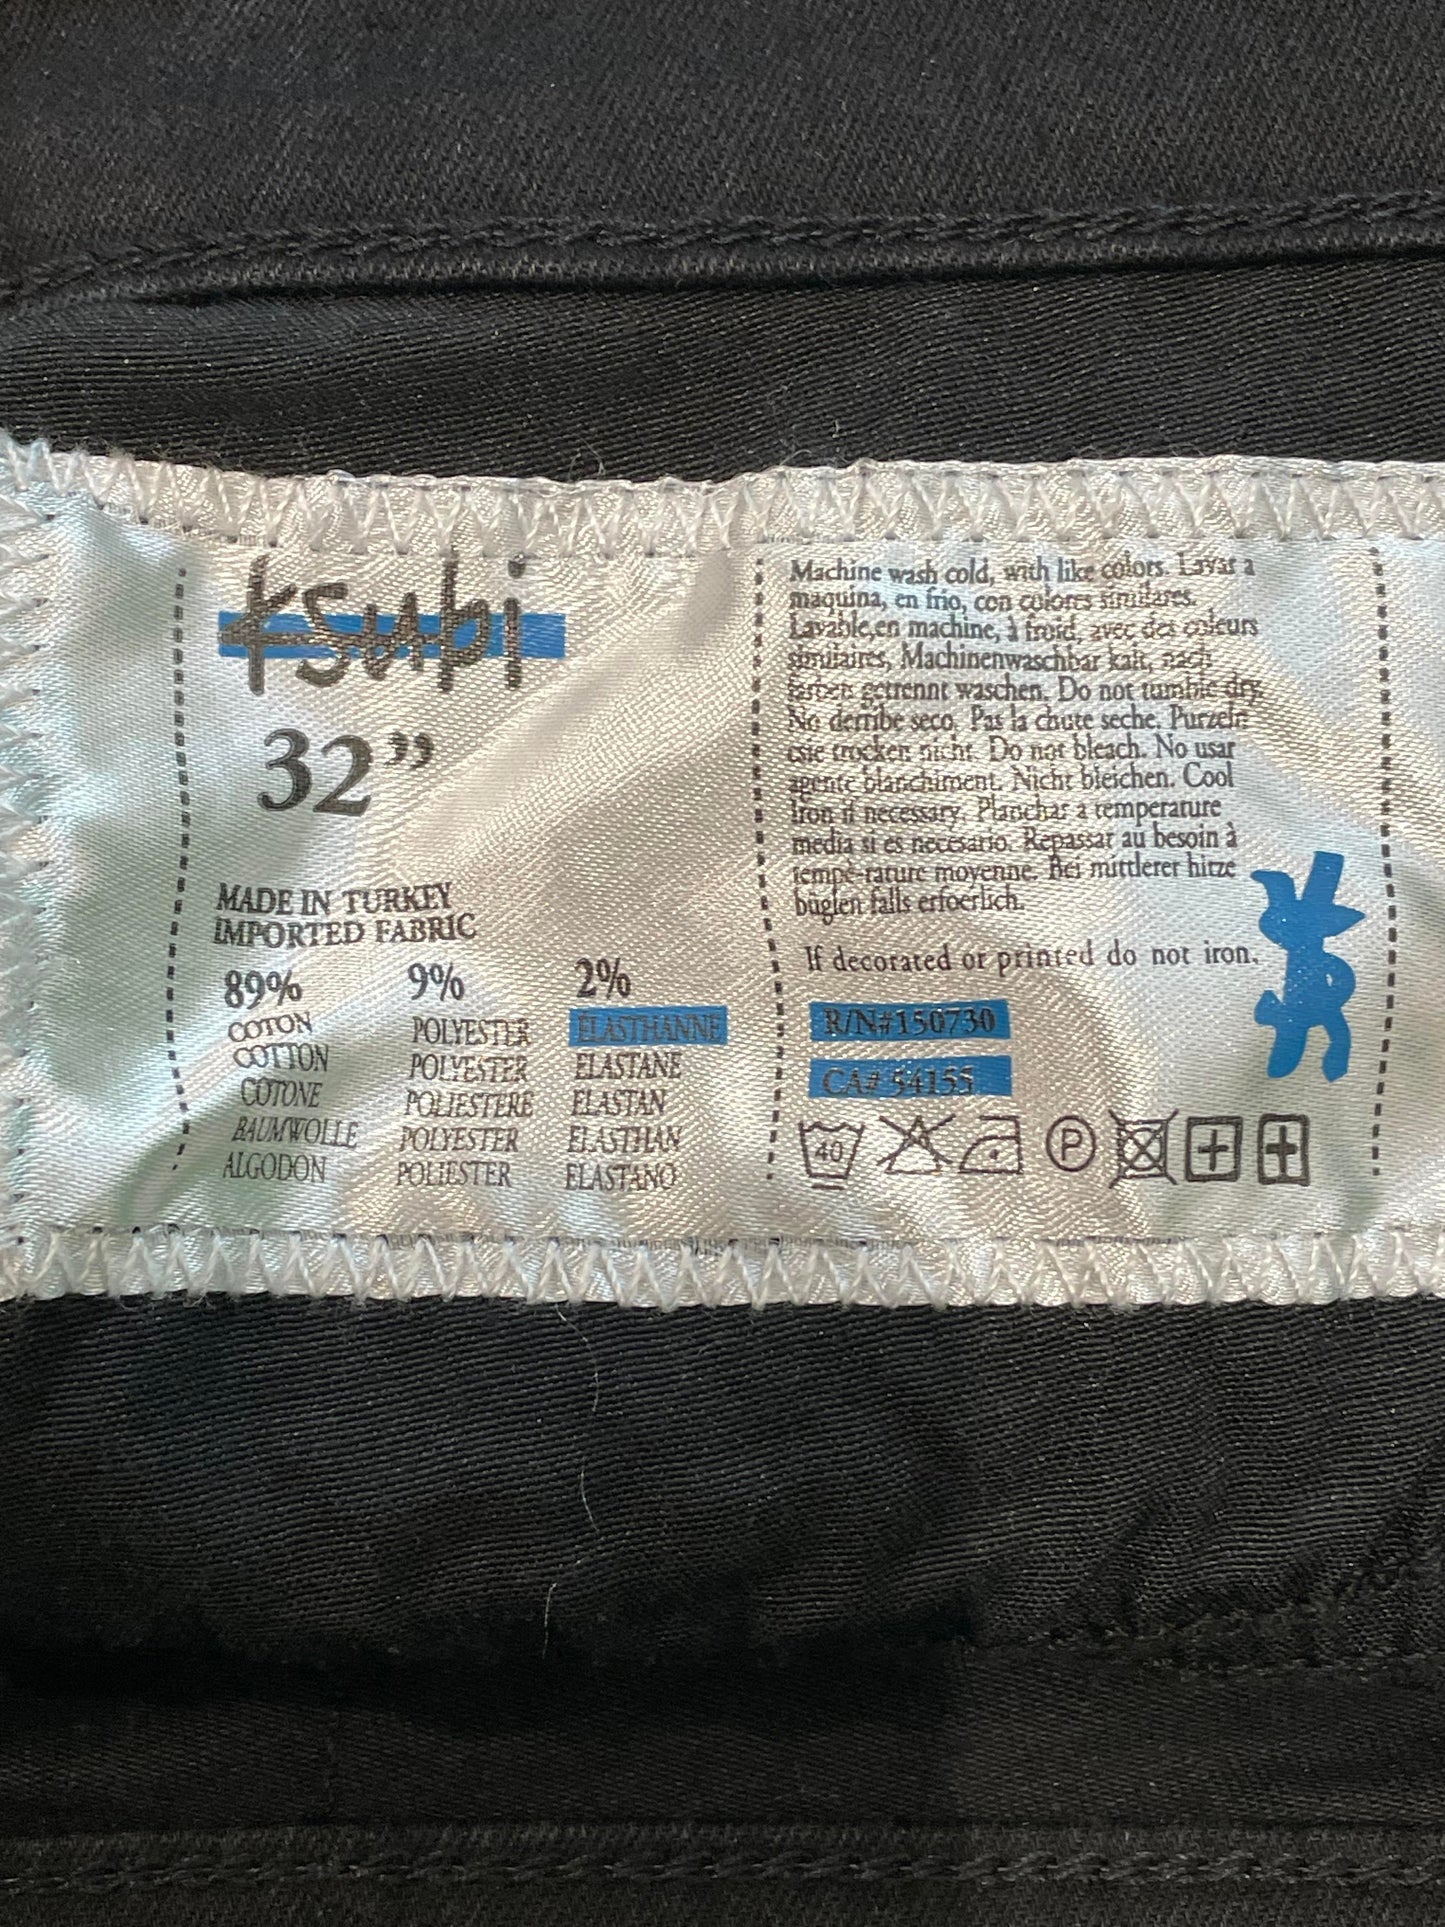 Ksubi
32”
MADE IN TURKEY
IMPORTED FABRIC
89% 9% 2%
COTON POLYESTER ÉLASTHANNE
COTTON POLYESTER ELASTANE
COTONE POLIESTERE ELASTAN
BAUMWOLLE POLYESTER ELASTHAN
ALGODON POLIESTER ELASTANO
Machine wash cold, with like colors. Lavar a
maquina, en frio, con colores similares.
Lavable,en machine, à froid, avec des couleurs
similaires, Machinenwaschbar kalt, nach
farben getrennt waschen. Do not tumble dry.
No derribe seco. Pas la chute seche. Purzeln
csie trocken nicht. Do not bleach. No usar
agente blanchiment. Nicht bleichen. Cool
Iron if necessary. Planchar a temperature
media si es necesario. Repassar au besoin à
tempé-rature moyenne. Bei mittlerer hitze
büglen falls erfoerlich.
If decorated or printed do not iron.
R/N#150730
CA# 54155
40 P